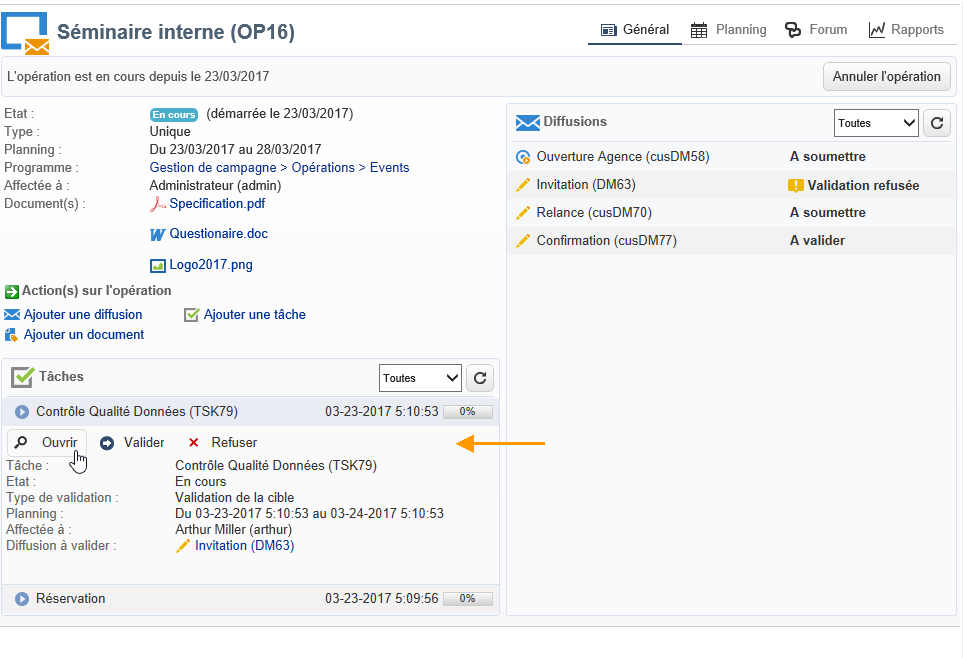 Séminaire interne (OP16)
Général Planning Forum Rapports
L'opération est en cours depuis le 23/03/2017
Annuler l'opération
Etat : En cours (démarrée le 23/03/2017)
Type : Unique
Planning : Du 23/03/2017 au 28/03/2017
Programme : Gestion de campagne > Opérations > Events
Affectée à : Administrateur (admin)
Document(s) : Specification.pdf
Questionaire.doc
Logo2017.png
Action(s) sur l'opération
Ajouter une diffusion Ajouter une tâche
Ajouter un document
Tâches Toutes
Contrôle Qualité Données (TSK79) 03-23-2017 5:10:53 0%
Ouvrir Valider Refuser
Tâche : Contrôle Qualité Données (TSK79)
Etat : En cours
Type de validation : Validation de la cible
Planning : Du 03-23-2017 5:10:53 au 03-24-2017 5:10:53
Affectée à : Arthur Miller (arthur)
Diffusion à valider : Invitation (DM63)
Réservation 03-23-2017 5:09:56 0%
Diffusions Toutes
Ouverture Agence (cusDM58) A soumettre
Invitation (DM63) Validation refusée
Relance (cusDM70) A soumettre
Confirmation (cusDM77) A valider